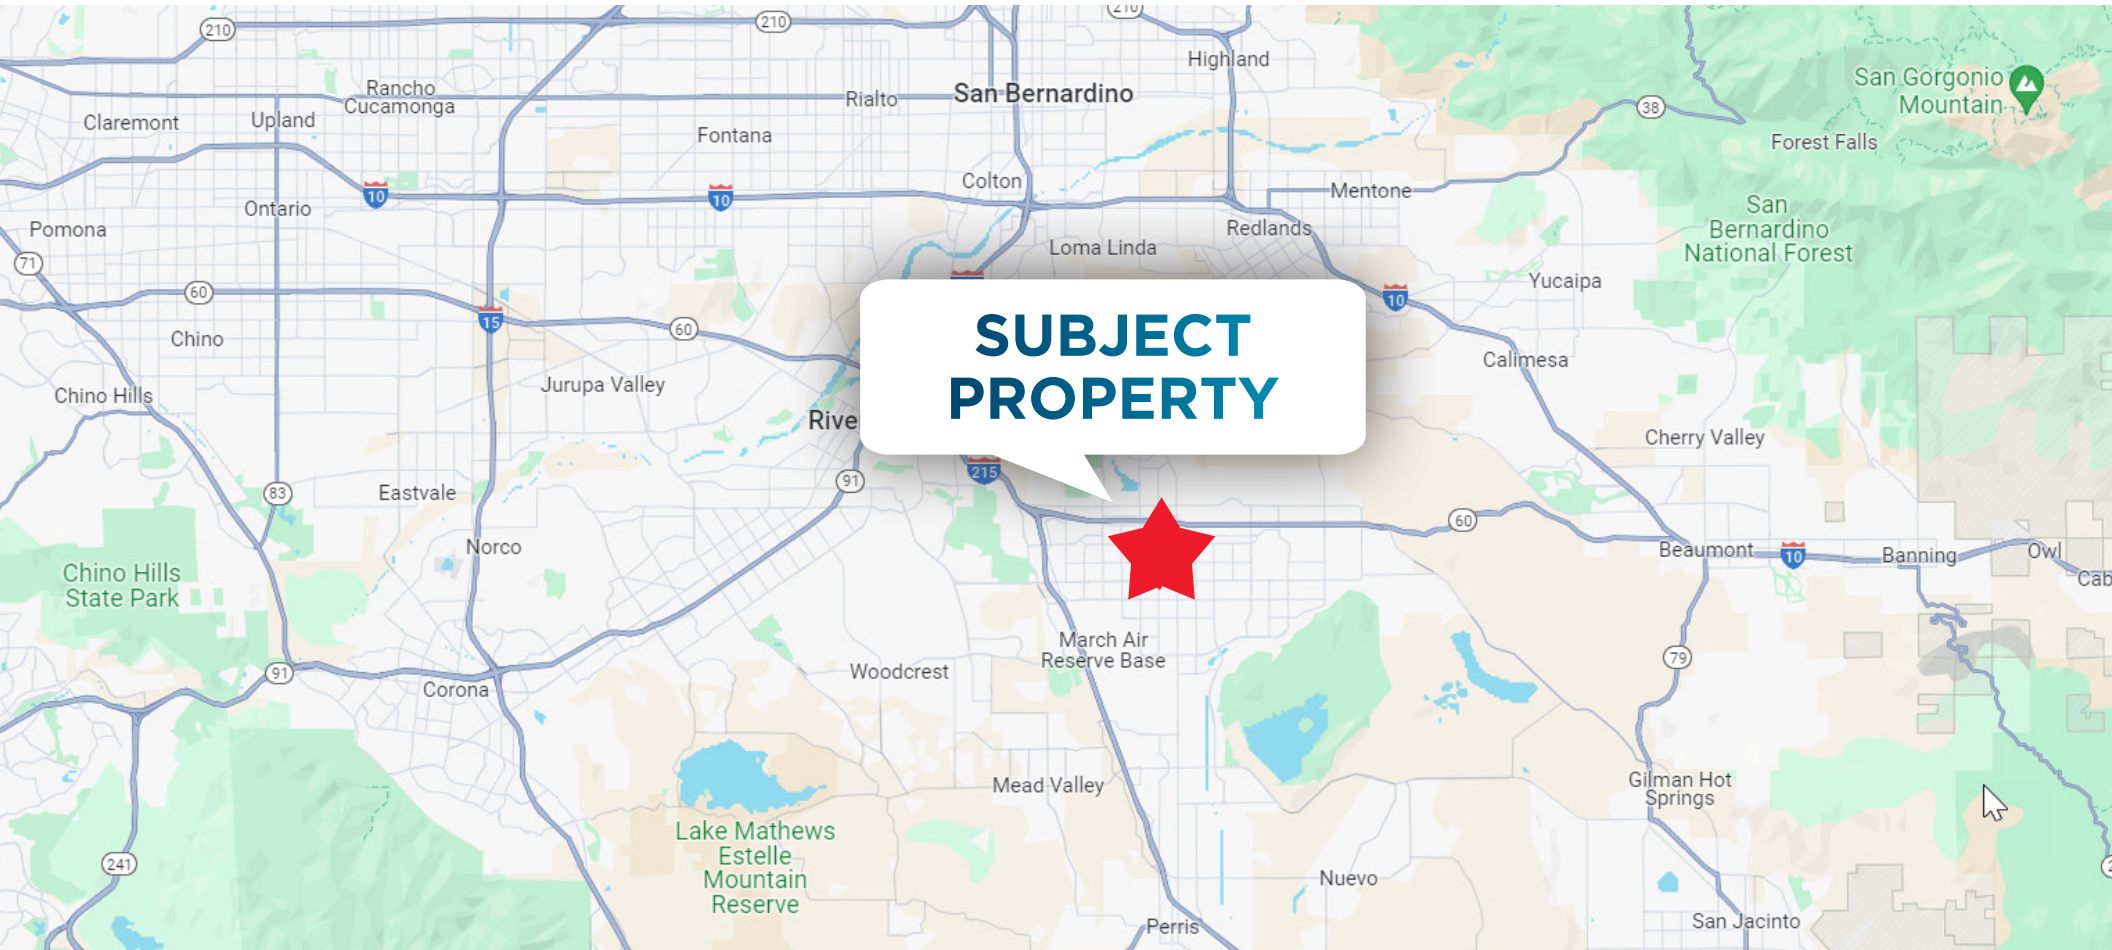 210
210
210
Highland
San Gorgonio
Mountain
Rancho
Cucamonga
Rialto
San Bernardino
38
Claremont
Upland
Fontana
Forest Falls
Colton
10
10
Mentone
Ontario
San
Bernardino
National Forest
Pomona
Redlands
Loma Linda
71
Yucaipa
60
10
15
60
SUBJECT
PROPERTY
Chino
Calimesa
Jurupa Valley
Chino Hills
Rive
Cherry Valley
215
91
83
Eastvale
60
Norco
Beaumont
10
Banning
Owl
Cab
Chino Hills
State Park
March Air
Reserve Base
79
91
Woodcrest
Corona
Mead Valley
Gilman Hot
Springs
Lake Mathews
Estelle
Mountain
Reserve
241
2
Nuevo
San Jacinto
Perris